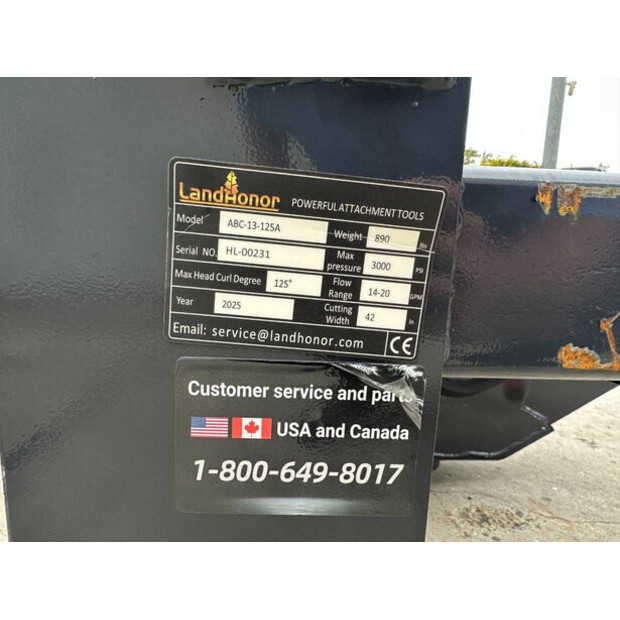 LandHonor POWERFUL ATTACHMENT TOOLS
Model ABC-13-125A Weight 890 lbs
Serial NO. HL-00231 Max pressure 3000 PSI
Max Head Curl Degree 125° Flow Range 14-20 GPM
Year 2025 Cutting Width 42 in
Email: service@landhonor.com CE
Customer service and parts
USA and Canada
1-800-649-8017